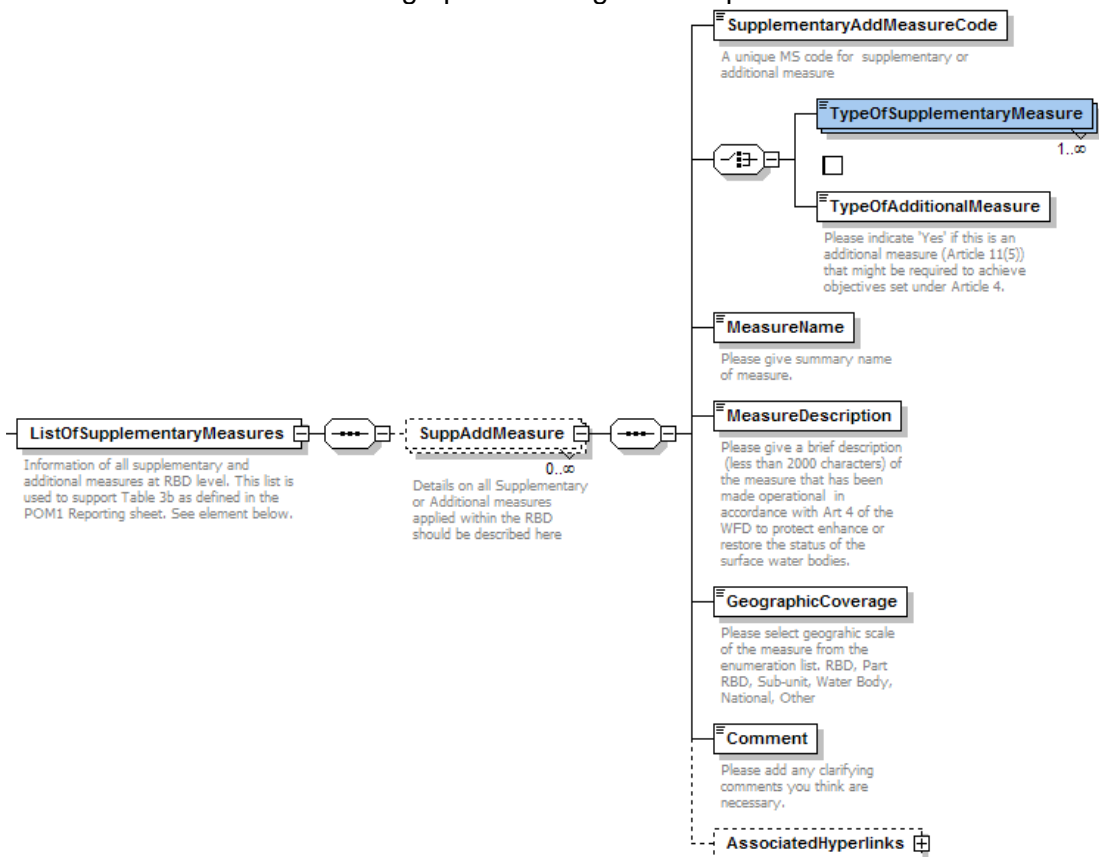 SupplementaryAddMeasureCode
A unique MS code for supplementary or
additional measure
TypeOfSupplementaryMeasure
1..∞
TypeOfAdditionalMeasure
Please indicate 'Yes' if this is an
additional measure (Article 11(5))
that might be required to achieve
objectives set under Article 4.
MeasureName
Please give summary name
of measure.
ListOfSupplementaryMeasures
Information of all supplementary and
additional measures at RBD level. This list is
used to support Table 3b as defined in the
POM1 Reporting sheet. See element below.
SuppAddMeasure
0..∞
Details on all Supplementary
or Additional measures
applied within the RBD
should be described here
MeasureDescription
Please give a brief description
(less than 2000 characters) of
the measure that has been
made operational in
accordance with Art 4 of the
WFD to protect enhance or
restore the status of the
surface water bodies.
GeographicCoverage
Please select geograhic scale
of the measure from the
enumeration list. RBD, Part
RBD, Sub-unit, Water Body,
National, Other
Comment
Please add any clarifying
comments you think are
necessary.
AssociatedHyperlinks